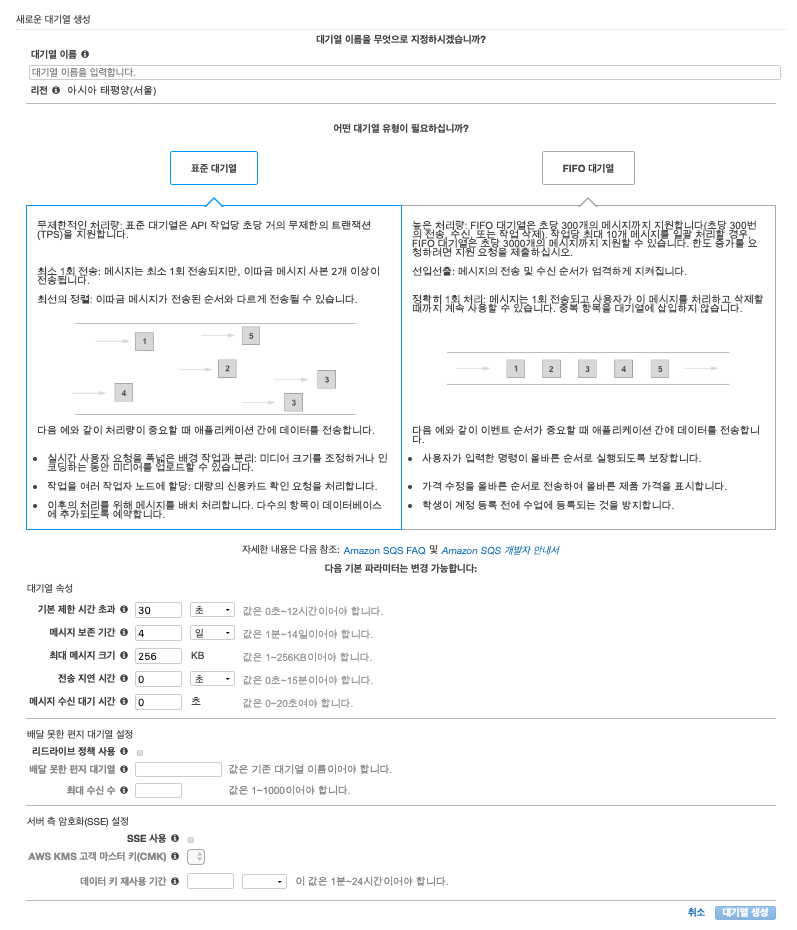 새로운 대기열 생성
대기열 이름을 무엇으로 지정하시겠습니까?
대기열 이름
대기열 이름을 입력합니다.
리전 아시아 태평양(서울)
어떤 대기열 유형이 필요하십니까?
표준 대기열
FIFO 대기열
무제한적인 처리량: 표준 대기열은 API 작업당 초당 거의 무제한의 트랜잭션
(TPS)을 지원합니다.
최소 1회 전송: 메시지는 최소 1회 전송되지만, 이따금 메시지 사본 2개 이상이
전송됩니다.
최선의 정렬: 이따금 메시지가 전송된 순서와 다르게 전송될 수 있습니다.
1
5
2
3
4
3
다음 예와 같이 처리량이 중요할 때 애플리케이션 간에 데이터를 전송합니다.
실시간 사용자 요청을 폭넓은 배경 작업과 분리: 미디어 크기를 조정하거나 인
코딩하는 동안 미디어를 업로드할 수 있습니다.
작업을 여러 작업자 노드에 할당: 대량의 신용카드 확인 요청을 처리합니다.
이후의 처리를 위해 메시지를 배치 처리합니다. 다수의 항목이 데이터베이스
에 추가되도록 예약합니다.
높은 처리량: FIFO 대기열은 초당 300개의 메시지까지 지원합니다(초당 300번
의 전송, 수신, 또는 작업 삭제). 작업당 최대 10개 메시지를 일괄 처리할 경우,
FIFO 대기열은 초당 3000개의 메시지까지 지원할 수 있습니다. 한도 증가를 요
청하려면 지원 요청을 제출하십시오.
선입선출: 메시지의 전송 및 수신 순서가 엄격하게 지켜집니다.
정확히 1회 처리: 메시지는 1회 전송되고 사용자가 이 메시지를 처리하고 삭제할
때까지 계속 사용할 수 있습니다. 중복 항목을 대기열에 삽입하지 않습니다.
1 2 3 4 5
다음 예와 같이 이벤트 순서가 중요할 때 애플리케이션 간에 데이터를 전송합니
다.
사용자가 입력한 명령이 올바른 순서로 실행되도록 보장합니다.
가격 수정을 올바른 순서로 전송하여 올바른 제품 가격을 표시합니다.
학생이 계정 등록 전에 수업에 등록되는 것을 방지합니다.
자세한 내용은 다음 참조: Amazon SQS FAQ 및 Amazon SQS 개발자 안내서
다음 기본 파라미터는 변경 가능합니다:
대기열 속성
기본 제한 시간 초과 30 초 값은 0초~12시간이어야 합니다.
메시지 보존 기간 4 일 값은 1분~14일이어야 합니다.
최대 메시지 크기 256 KB 값은 1~256KB이어야 합니다.
전송 지연 시간 0 초 값은 0초~15분이어야 합니다.
메시지 수신 대기 시간 0 초 값은 0~20초여야 합니다.
배달 못한 편지 대기열 설정
리드라이브 정책 사용
배달 못한 편지 대기열 값은 기존 대기열 이름이어야 합니다.
최대 수신 수 값은 1~1000이어야 합니다.
서버 측 암호화(SSE) 설정
SSE 사용
AWS KMS 고객 마스터 키(CMK)
데이터 키 재사용 기간 이 값은 1분~24시간이어야 합니다.
취소 대기열 생성